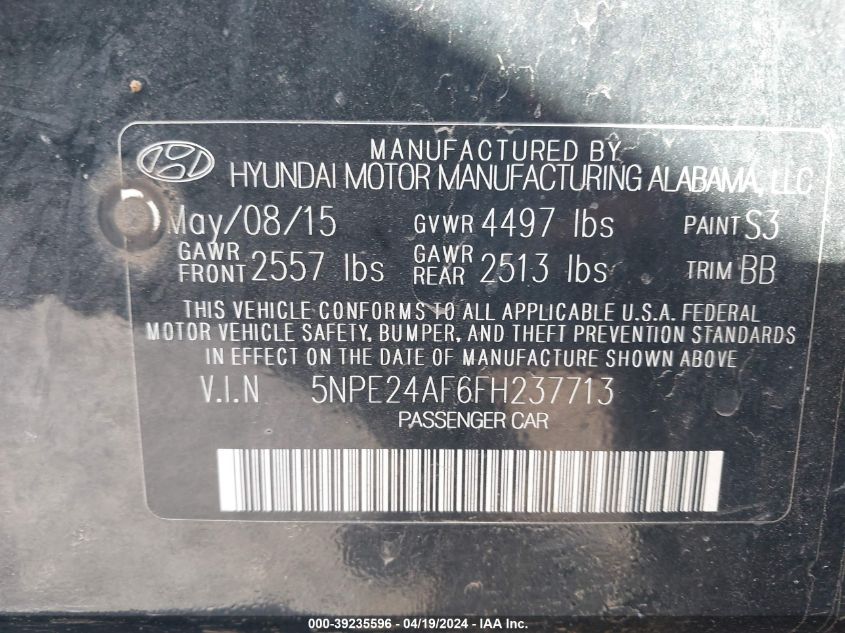 MANUFACTURED BY
HYUNDAI MOTOR MANUFACTURING ALABAMA, LLC
May/08/15 GVWR 4497 lbs PAINT S3
GAWR FRONT 2557 lbs GAWR REAR 2513 lbs TRIM BB
THIS VEHICLE CONFORMS TO ALL APPLICABLE U.S.A. FEDERAL
MOTOR VEHICLE SAFETY, BUMPER, AND THEFT PREVENTION STANDARDS
IN EFFECT ON THE DATE OF MANUFACTURE SHOWN ABOVE
V.I.N 5NPE24AF6FH237713
PASSENGER CAR
000-39235596 - 04/19/2024 - IAA Inc.